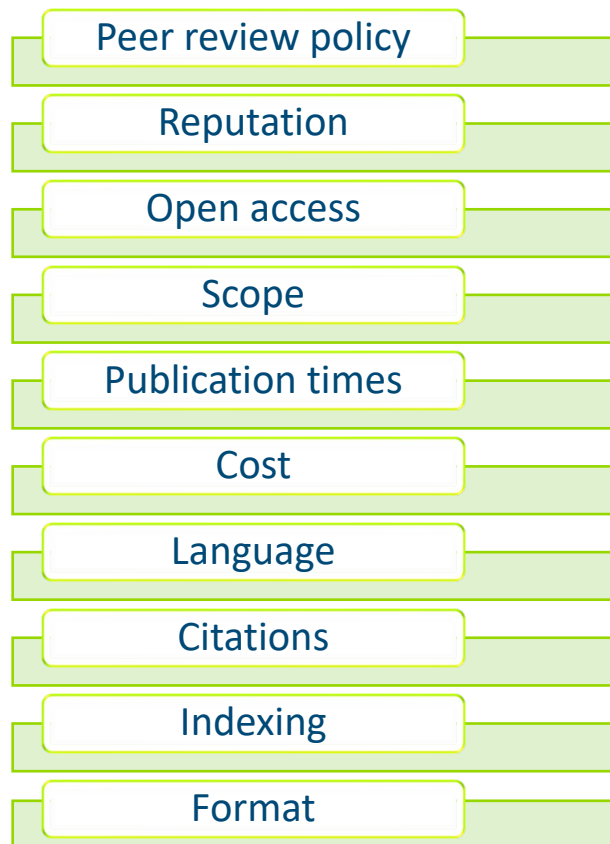 Peer review policy
Reputation
Open access
Scope
Publication times
Cost
Language
Citations
Indexing
Format